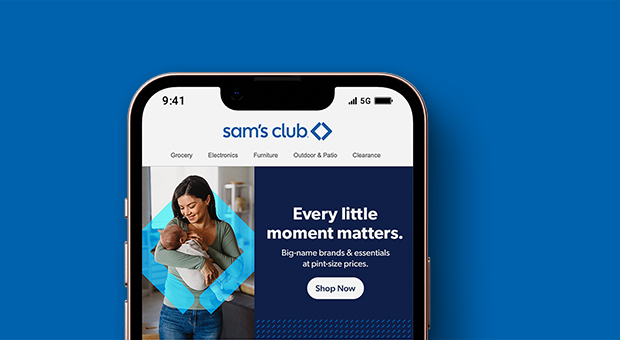 9:41
5G
sam's club
Grocery Electronics Furniture Outdoor & Patio Clearance
Every little
moment matters.
Big-name brands & essentials
at pint-size prices.
Shop Now